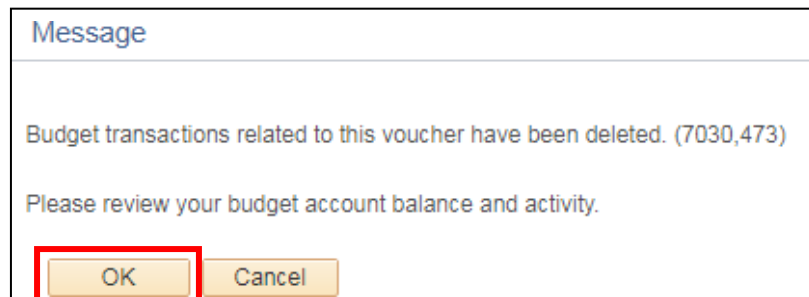 Message
Budget transactions related to this voucher have been deleted. (7030,473)
Please review your budget account balance and activity.
OK Cancel